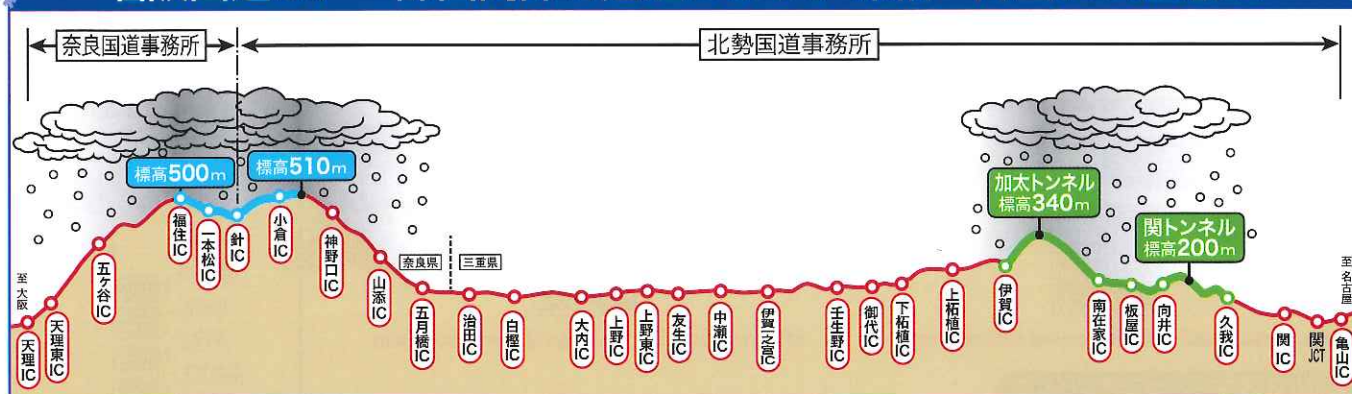 奈良国道事務所
北勢国道事務所
標高500m
標高510m
加太トンネル
標高340m
関トンネル
標高200m
奈良県
三重県
至大阪
至名古屋
天理IC
天理東IC
五ヶ谷IC
福住IC
一本松IC
針IC
小倉IC
神野口IC
山添IC
五月橋IC
治田IC
白樫IC
大内IC
上野IC
上野東IC
友生IC
中瀬IC
伊賀一之宮IC
壬生野IC
御代IC
下柘植IC
上柘植IC
伊賀IC
南在家IC
板屋IC
向井IC
久我IC
関IC
関JCT
亀山IC